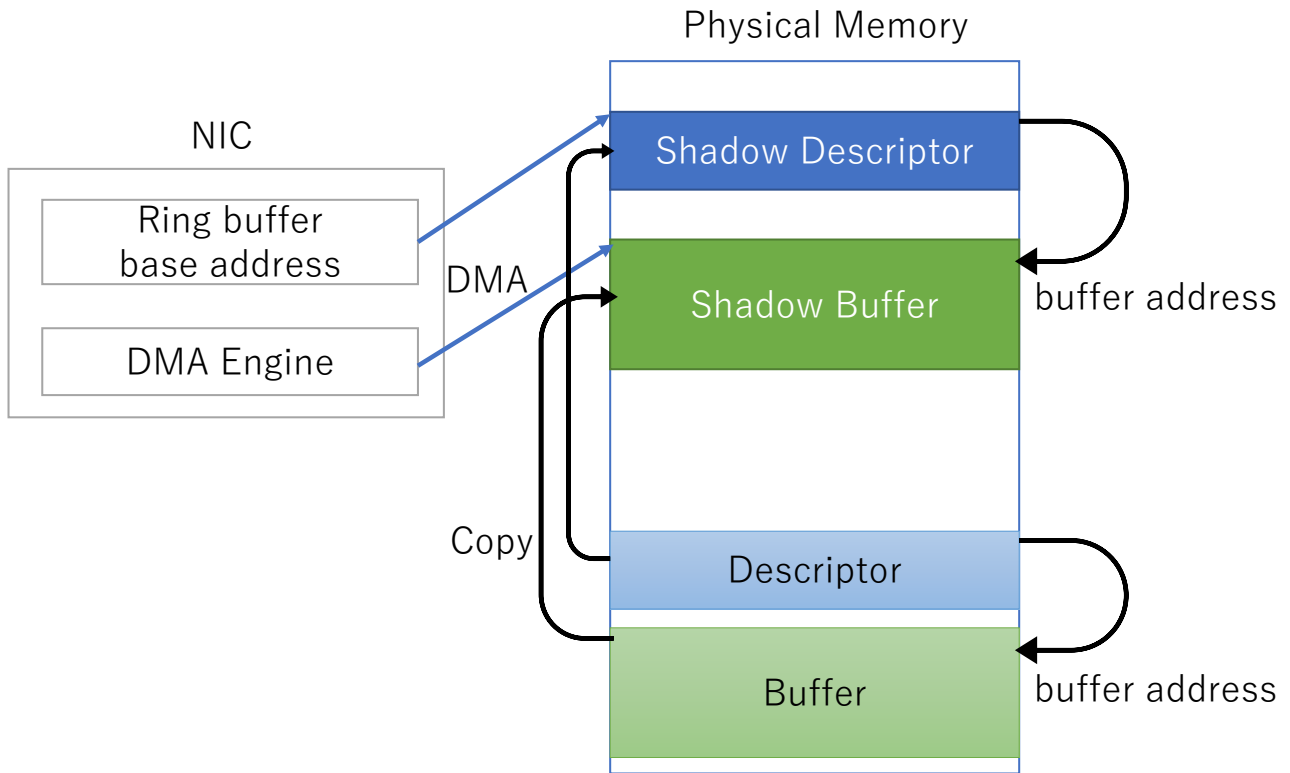 Physical Memory
NIC
Shadow Descriptor
Ring buffer
base address
DMA
buffer address
Shadow Buffer
DMA Engine
Copy
Descriptor
buffer address
Buffer